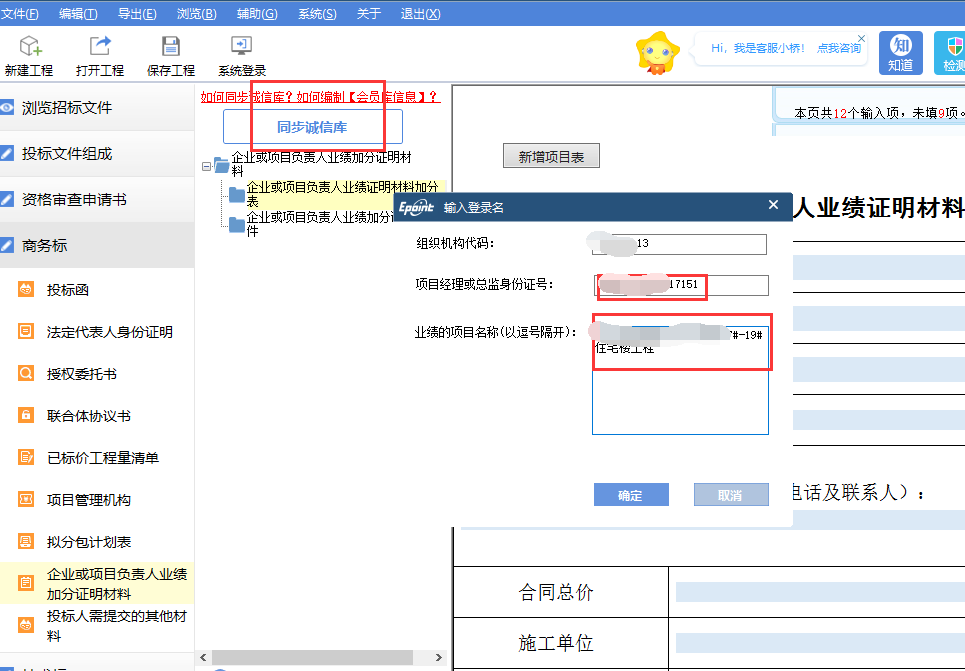 文件(F) 编辑(T) 导出(E) 浏览(B) 辅助(G) 系统(S) 关于 退出(X)
新建工程 打开工程 保存工程 系统登录
Hi，我是客服小桥！ 点我咨询
知
知道
检测
浏览招标文件
投标文件组成
资格审查申请书
商务标
投标函
法定代表人身份证明
授权委托书
联合体协议书
已标价工程量清单
项目管理机构
拟分包计划表
企业或项目负责人业绩
加分证明材料
投标人需提交的其他材
料
如何同步诚信库？如何编制【会员库信息】？
同步诚信库
企业或项目负责人业绩加分证明材
料
企业或项目负责人业绩证明材料加分
表
企业或项目负责人业绩加分
件
本页共12个输入项，未填9项。
新增项目表
人业绩证明材料
Epoint 输入登录名
组织机构代码：
13
项目经理或总监身份证号：
17151
业绩的项目名称(以逗号隔开)：
7#-19#
住宅楼工程
确定 取消
电话及联系人）：
合同总价
施工单位